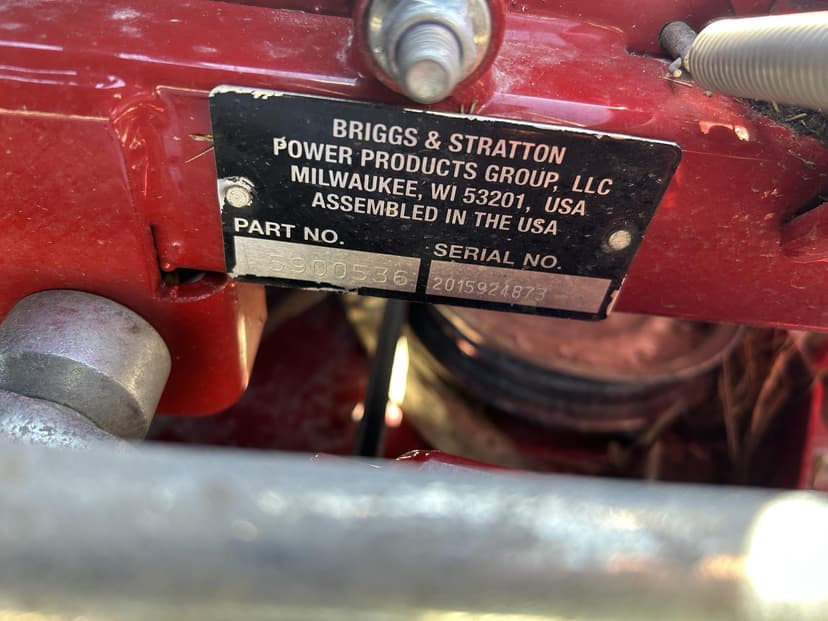 BRIGGS & STRATTON
POWER PRODUCTS GROUP, LLC
MILWAUKEE, WI 53201, USA
ASSEMBLED IN THE USA
PART NO.
SERIAL NO.
5900536
2015924873